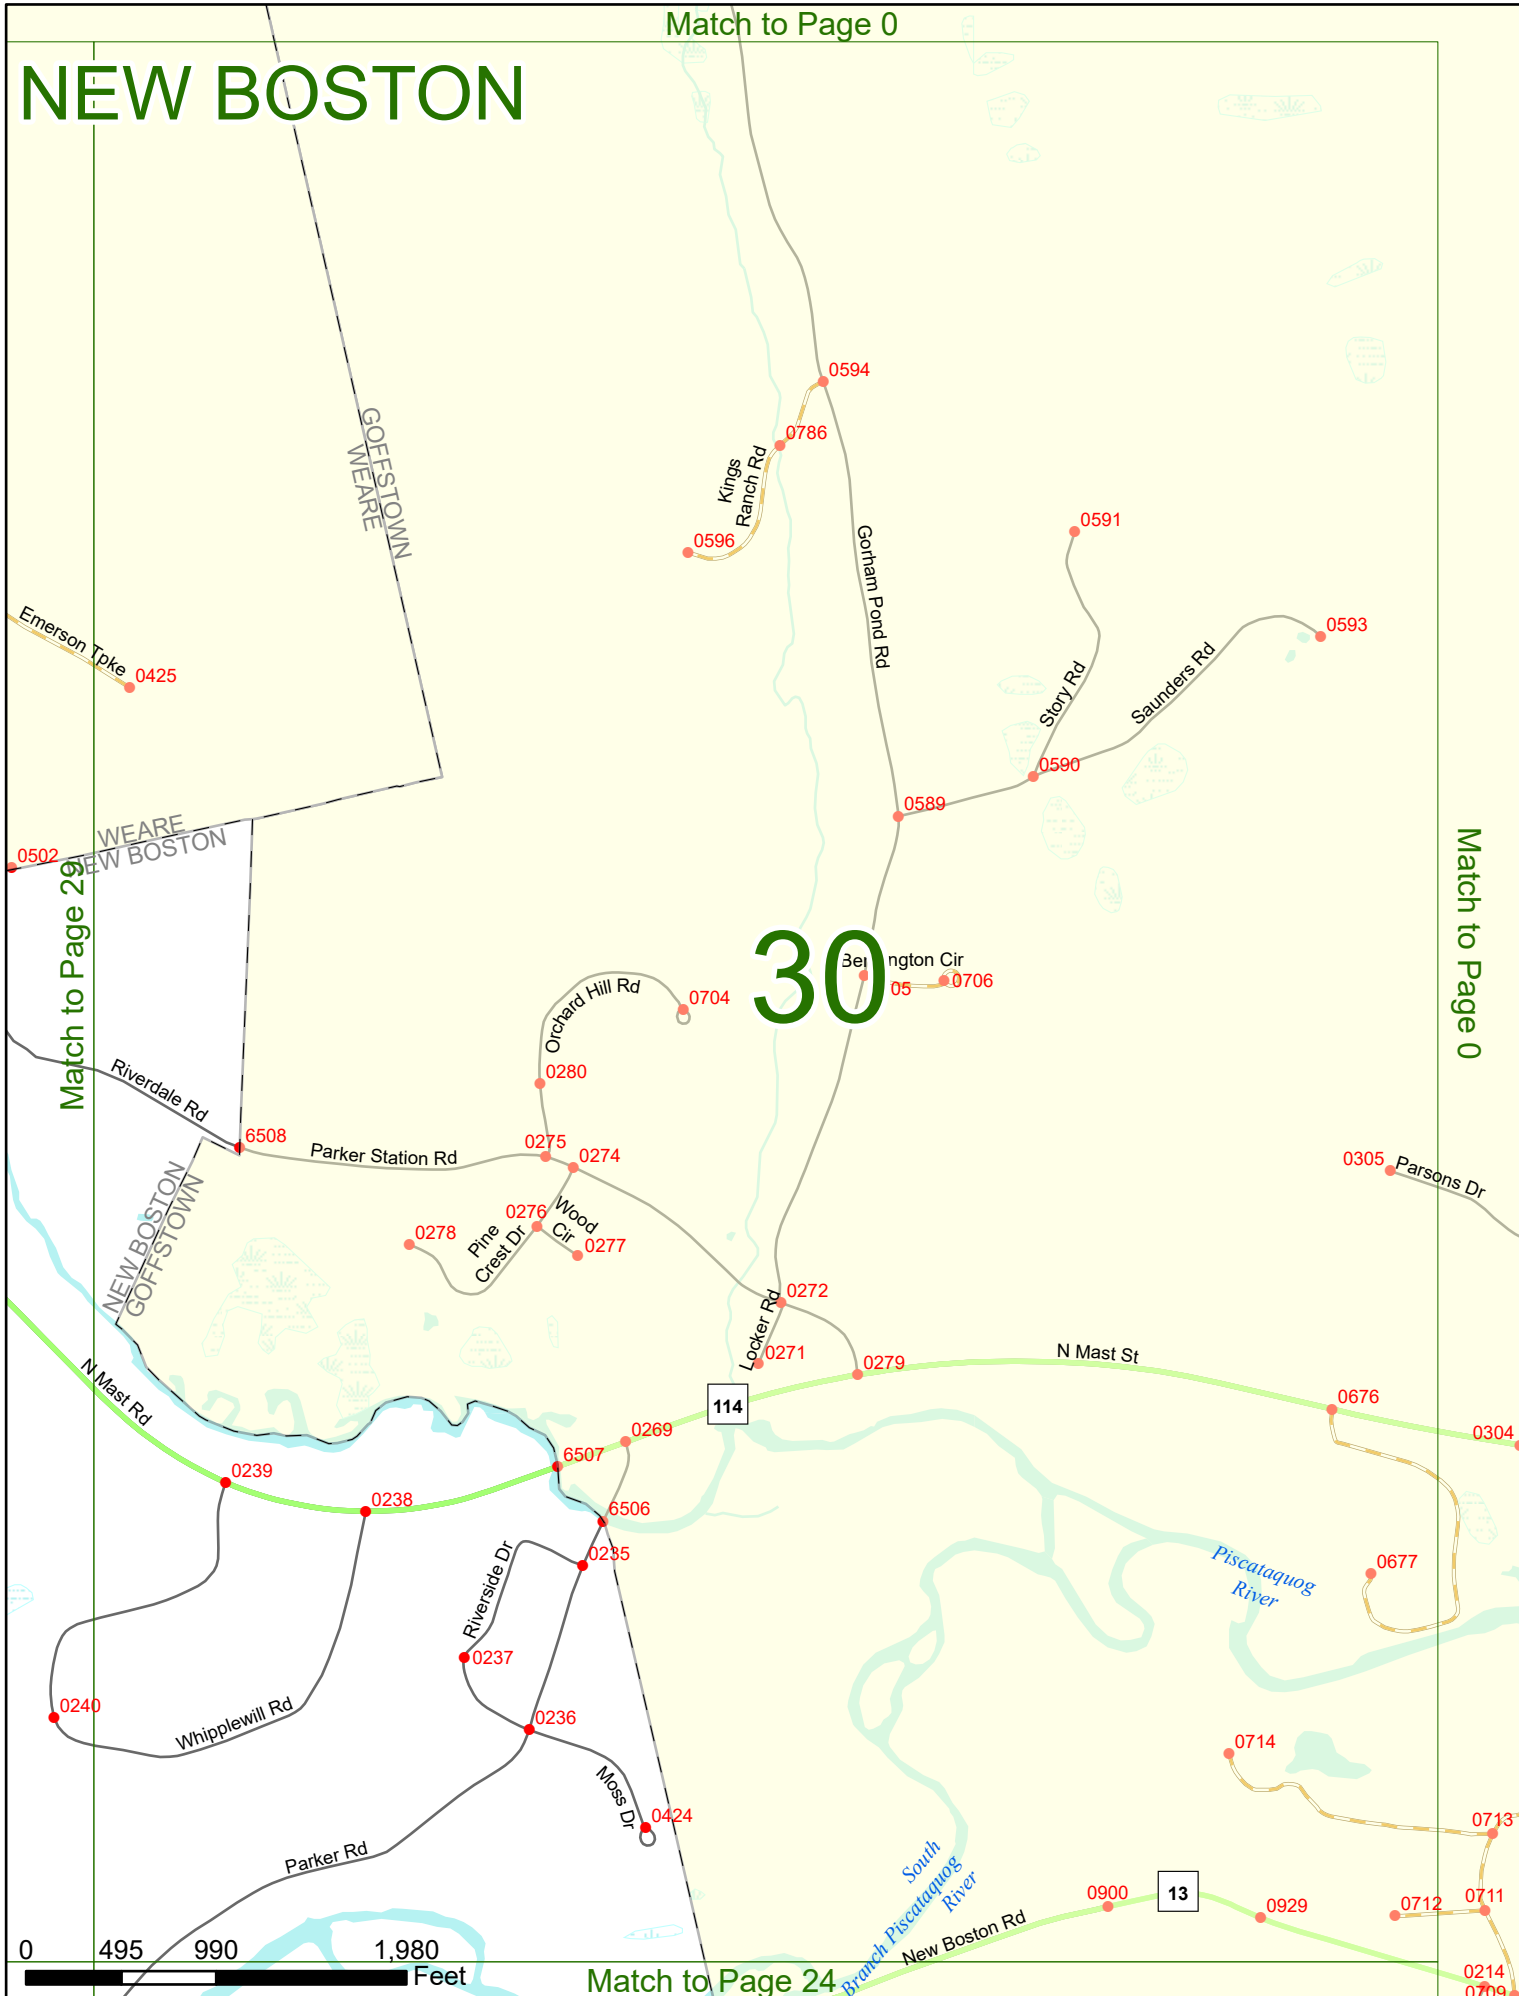 Match to Page 0
NEW BOSTON
GOFFSTOWN
WEARE
0594
0786
Kings
Ranch Rd
0596
Gorham Pond Rd
0591
0593
Emerson Tpke
0425
Story Rd
Saunders Rd
0590
0589
WEARE
NEW BOSTON
0502
Match to Page 29
Match to Page 0
30
ngton Cir
05
0706
Orchard Hill Rd
0704
0280
Riverdale Rd
6508
Parker Station Rd
0275
0274
0305
Parsons Dr
NEW BOSTON
GOFFSTOWN
0278
0276
Pine
Crest Dr
Wood
Cir
0277
0272
Locker Rd
0271
0279
N Mast St
N Mast Rd
114
0676
0304
0269
6507
0239
0238
6506
0235
Riverside Dr
Piscataquog
River
0677
0237
0240
Whipplewill Rd
0236
0714
Moss Dr
0424
0713
Parker Rd
South
Branch Piscataquog
River
0900
13
0929
0712
0711
New Boston Rd
0 495 990 1,980
Feet
Match to Page 24
0214
0709